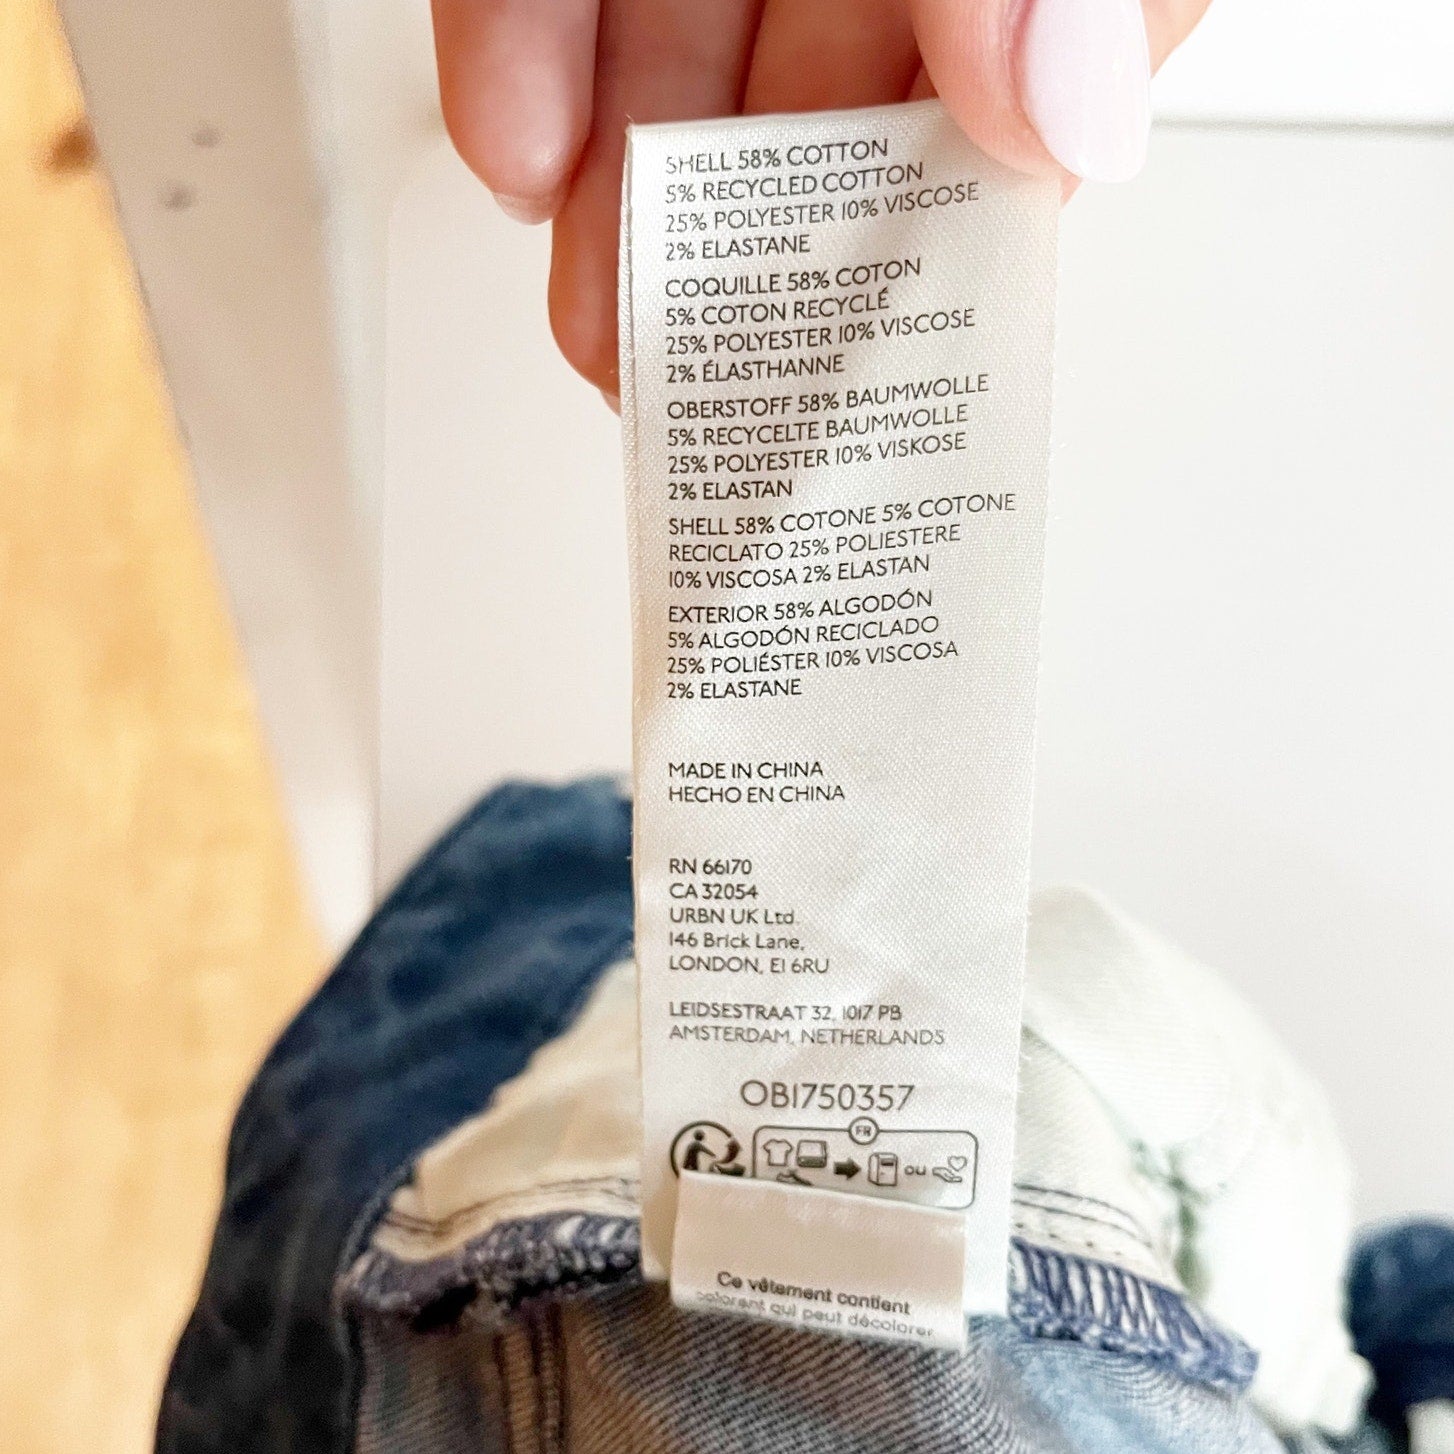 SHELL 58% COTTON
5% RECYCLED COTTON
25% POLYESTER 10% VISCOSE
2% ELASTANE
COQUILLE 58% COTON
5% COTON RECYCLÉ
25% POLYESTER 10% VISCOSE
2% ÉLASTHANNE
OBERSTOFF 58% BAUMWOLLE
5% RECYCELTE BAUMWOLLE
25% POLYESTER 10% VISKOSE
2% ELASTAN
SHELL 58% COTONE 5% COTONE
RECICLATO 25% POLIESTERE
10% VISCOSA 2% ELASTAN
EXTERIOR 58% ALGODÓN
5% ALGODÓN RECICLADO
25% POLIÉSTER 10% VISCOSA
2% ELASTANE
MADE IN CHINA
HECHO EN CHINA
RN 66170
CA 32054
URBN UK Ltd.
146 Brick Lane,
LONDON, E1 6RU
LEIDSESTRAAT 32, 1017 PB
AMSTERDAM, NETHERLANDS
OB1750357
FR
OU
Ce vêtement contient
colorant qui peut décolorer